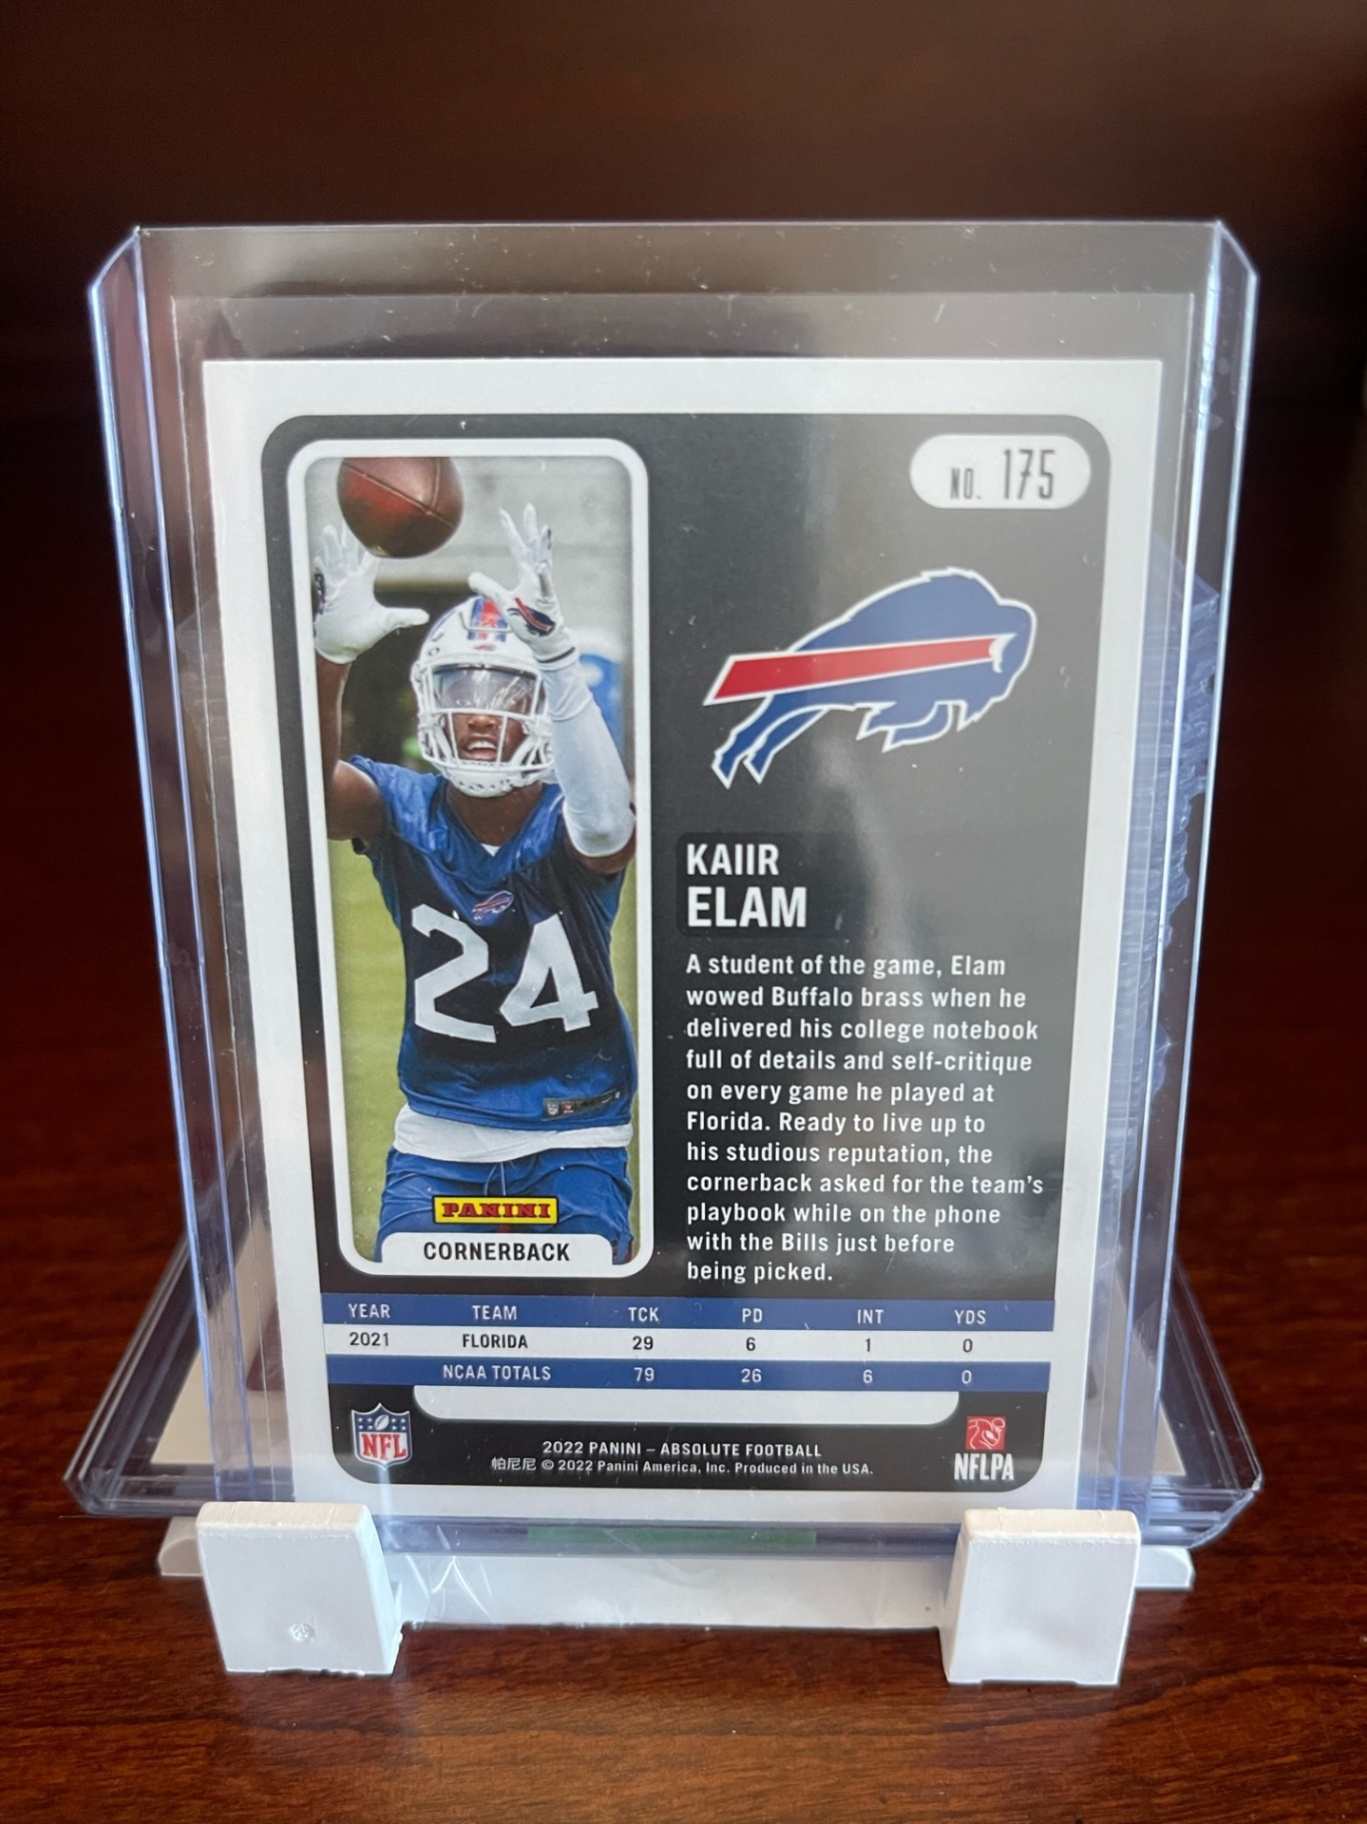 NO. 175
KAIIR
ELAM
A student of the game, Elam
wowed Buffalo brass when he
delivered his college notebook
full of details and self-critique
on every game he played at
Florida. Ready to live up to
his studious reputation, the
cornerback asked for the team's
playbook while on the phone
with the Bills just before
being picked.
24
PANINI
CORNERBACK
YEAR TEAM TCK PD INT YDS
2021 FLORIDA 29 6 1 0
NCAA TOTALS 79 26 6 0
NFL
2022 PANINI – ABSOLUTE FOOTBALL
帕尼尼 © 2022 Panini America, Inc. Produced in the USA.
NFLPA